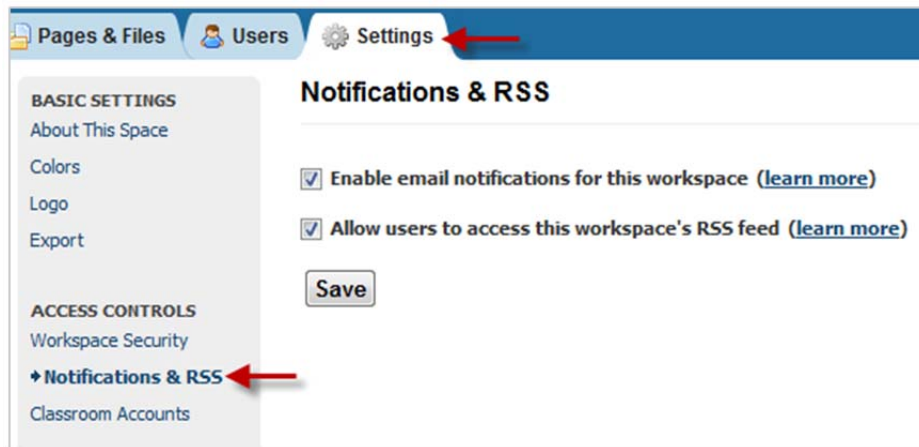 Pages & Files Users Settings
BASIC SETTINGS
About This Space
Colors
Logo
Export
ACCESS CONTROLS
Workspace Security
Notifications & RSS
Classroom Accounts
Notifications & RSS
Enable email notifications for this workspace (learn more)
Allow users to access this workspace's RSS feed (learn more)
Save